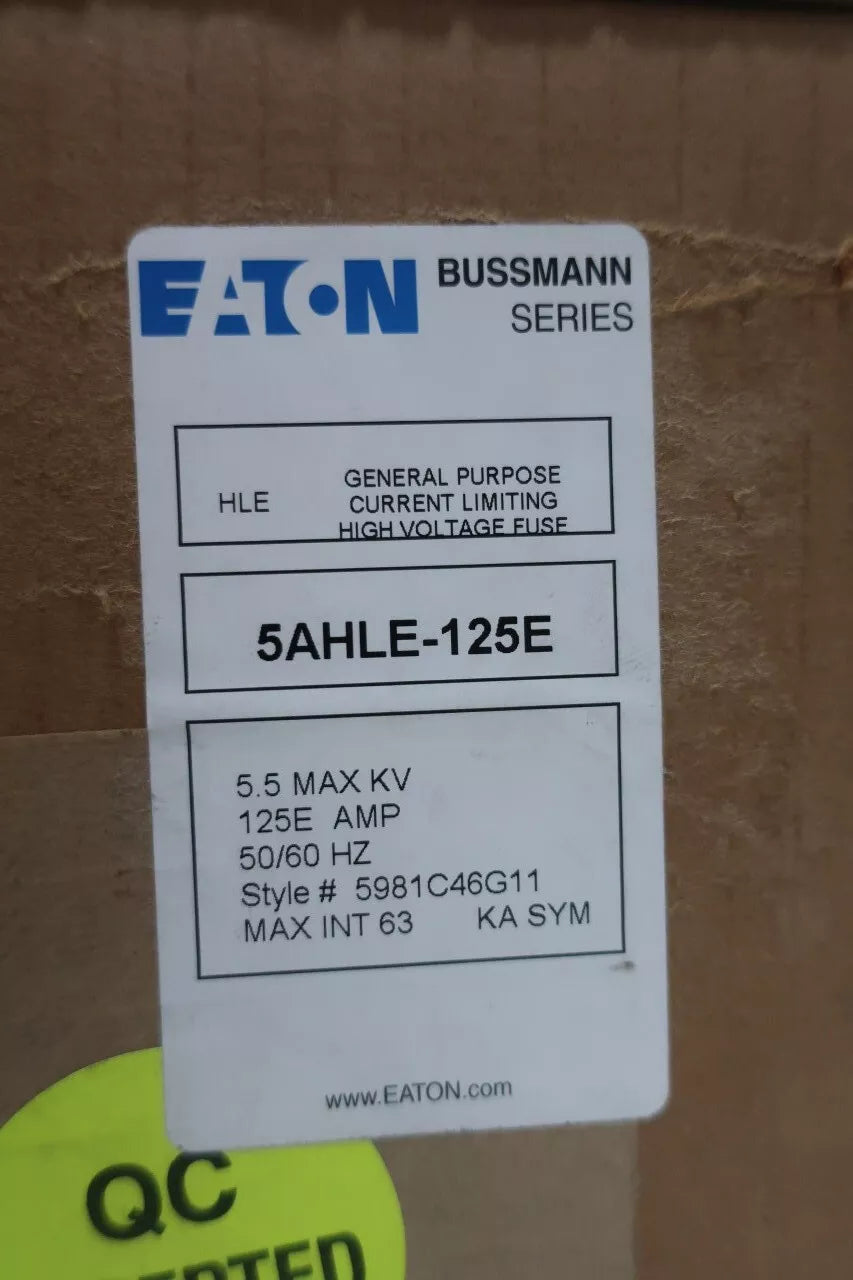 EATON BUSSMANN
SERIES
HLE
GENERAL PURPOSE
CURRENT LIMITING
HIGH VOLTAGE FUSE
5AHLE-125E
5.5 MAX KV
125E AMP
50/60 HZ
Style # 5981C46G11
MAX INT 63 KA SYM
www.EATON.com
QC